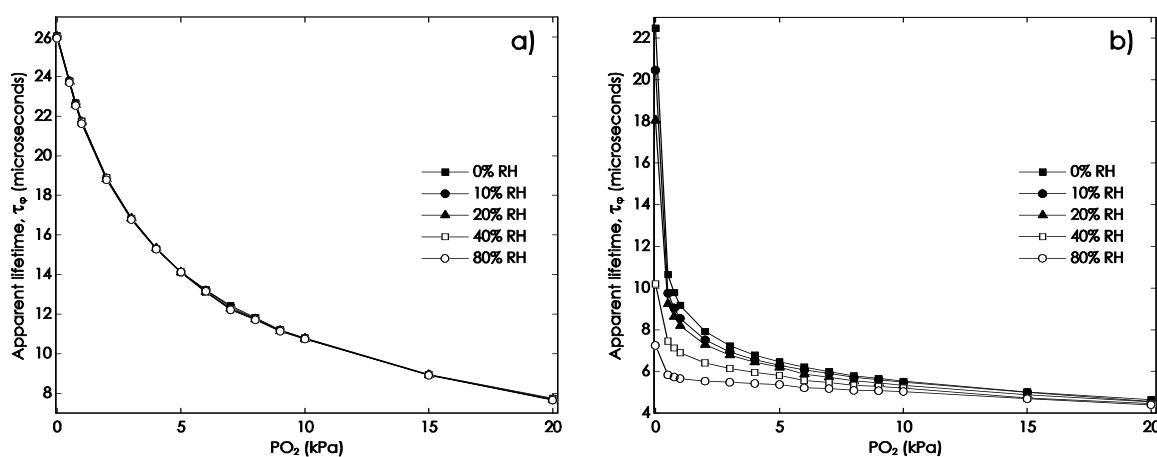 a)
26
24
22
20
18
16
14
12
10
8
Apparent lifetime, τφ (microseconds)
0% RH
10% RH
20% RH
40% RH
80% RH
0 5 10 15 20
PO2 (kPa)
b)
22
20
18
16
14
12
10
8
6
4
Apparent lifetime, τφ (microseconds)
0% RH
10% RH
20% RH
40% RH
80% RH
0 5 10 15 20
PO2 (kPa)